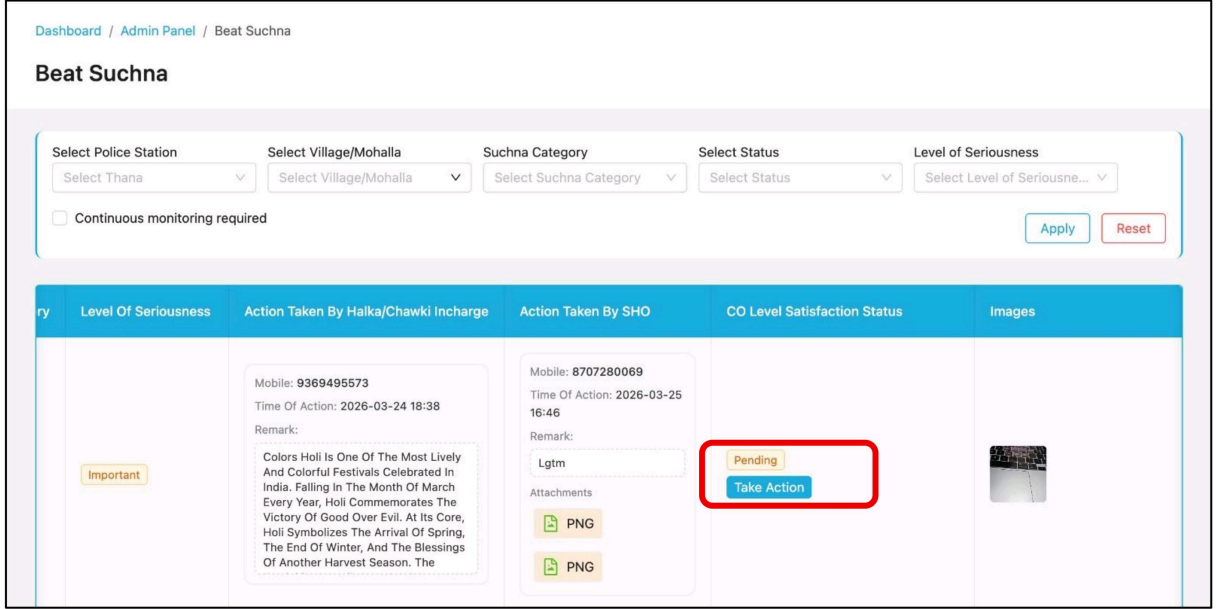 Dashboard / Admin Panel / Beat Suchna
Beat Suchna
Select Police Station
Select Village/Mohalla
Suchna Category
Select Status
Level of Seriousness
Select Thana
Select Village/Mohalla
Select Suchna Category
Select Status
Select Level of Seriousne...
Continuous monitoring required
Apply
Reset
ry
Level Of Seriousness
Action Taken By Halka/Chawki Incharge
Action Taken By SHO
CO Level Satisfaction Status
Images
Important
Mobile: 9369495573
Time Of Action: 2026-03-24 18:38
Remark:
Colors Holi Is One Of The Most Lively
And Colorful Festivals Celebrated In
India. Falling In The Month Of March
Every Year, Holi Commemorates The
Victory Of Good Over Evil. At Its Core,
Holi Symbolizes The Arrival Of Spring,
The End Of Winter, And The Blessings
Of Another Harvest Season. The
Mobile: 8707280069
Time Of Action: 2026-03-25
16:46
Remark:
Lgtm
Attachments
PNG
PNG
Pending
Take Action